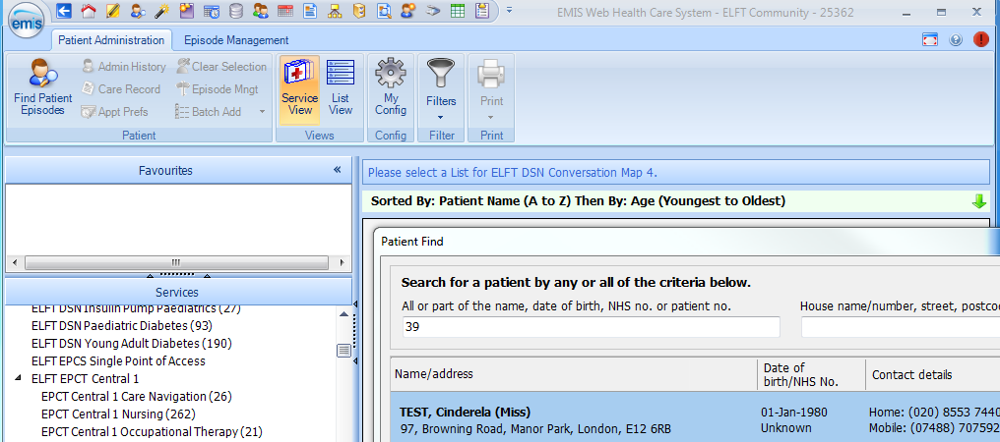 EMIS Web Health Care System - ELFT Community - 25362
emis
Patient Administration Episode Management
Find Patient Episodes
Admin History
Care Record
Appt Prefs
Clear Selection
Episode Mngt
Batch Add
Patient
Service View
List View
Views
My Config
Config
Filters
Filter
Print
Print
Favourites
Services
ELFT DSN Insulin Pump Paediatrics (27)
ELFT DSN Paediatric Diabetes (93)
ELFT DSN Young Adult Diabetes (190)
ELFT EPCS Single Point of Access
ELFT EPCT Central 1
EPCT Central 1 Care Navigation (26)
EPCT Central 1 Nursing (262)
EPCT Central 1 Occupational Therapy (21)
Please select a List for ELFT DSN Conversation Map 4.
Sorted By: Patient Name (A to Z) Then By: Age (Youngest to Oldest)
Patient Find
Search for a patient by any or all of the criteria below.
All or part of the name, date of birth, NHS no. or patient no.
House name/number, street, postco
39
Name/address
Date of birth/NHS No.
Contact details
TEST, Cinderela (Miss)
97, Browning Road, Manor Park, London, E12 6RB
01-Jan-1980
Unknown
Home: (020) 8553 7440
Mobile: (07488) 707592